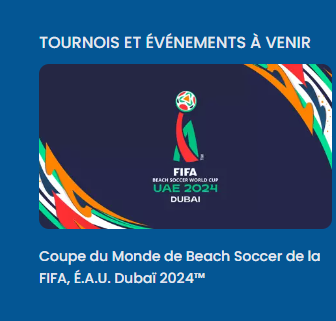 TOURNOIS ET ÉVÉNEMENTS À VENIR
FIFA
BEACH SOCCER WORLD CUP
UAE 2024
DUBAI
Coupe du Monde de Beach Soccer de la
FIFA, É.A.U. Dubaï 2024™